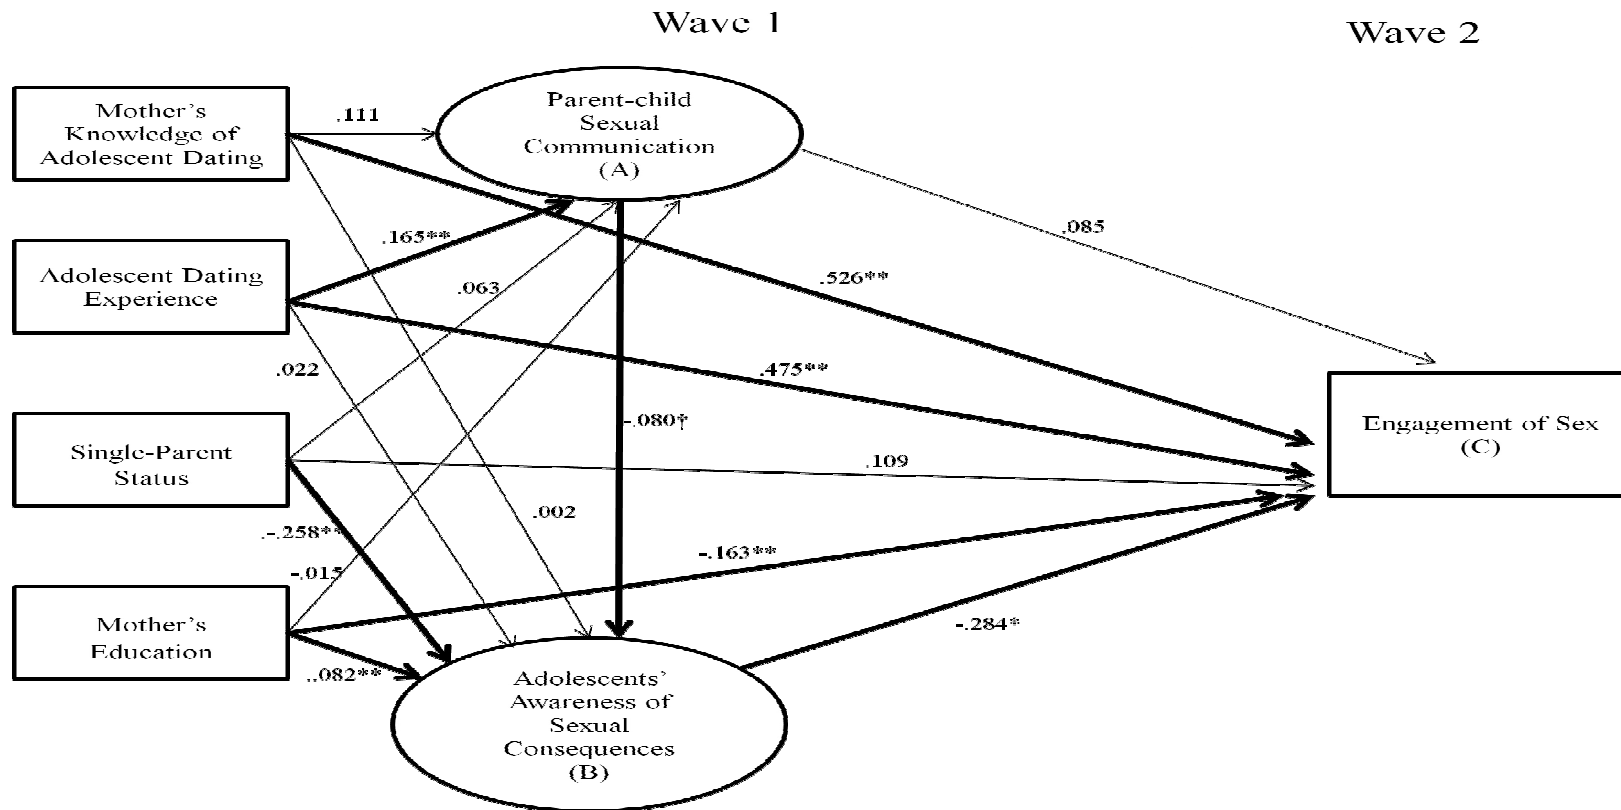 Wave 1
Wave 2
Mother's
Knowledge of
Adolescent Dating
.111
Parent-child
Sexual
Communication
(A)
.085
.165**
Adolescent Dating
Experience
.063
.526**
.022
.475**
-.080†
Engagement of Sex
(C)
Single-Parent
Status
.109
.-.258**
.002
-.015
-.163**
Mother's
Education
-.284*
..082**
Adolescents'
Awareness of
Sexual
Consequences
(B)